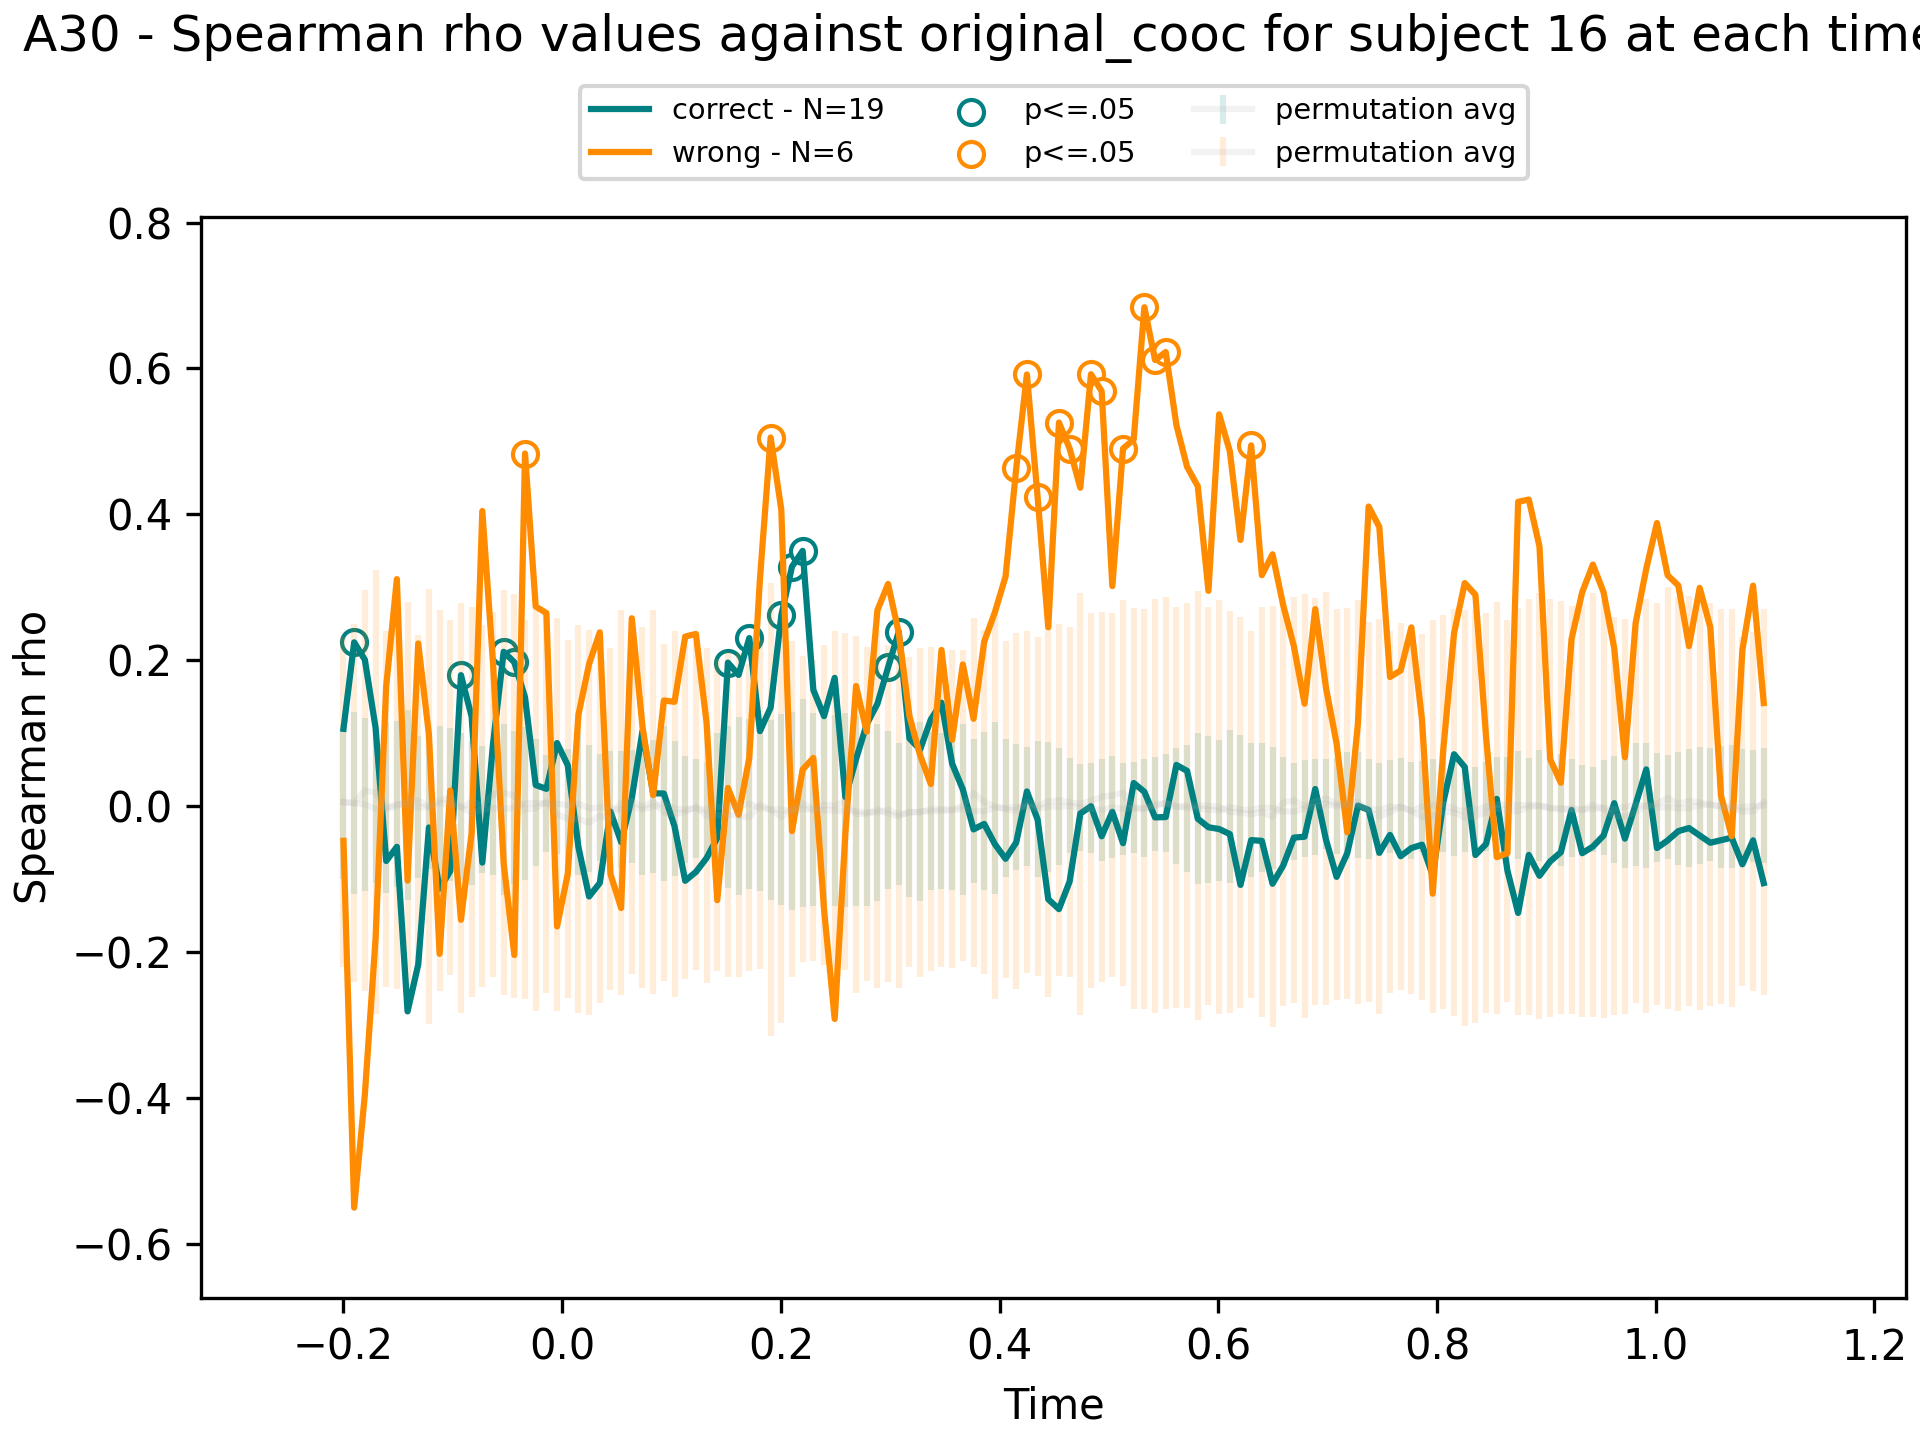 A30 - Spearman rho values against original_cooc for subject 16 at each time
correct - N=19 p<=.05 permutation avg
wrong - N=6 p<=.05 permutation avg
0.8
0.6
0.4
0.2
0.0
−0.2
−0.4
−0.6
Spearman rho
−0.2 0.0 0.2 0.4 0.6 0.8 1.0 1.2
Time